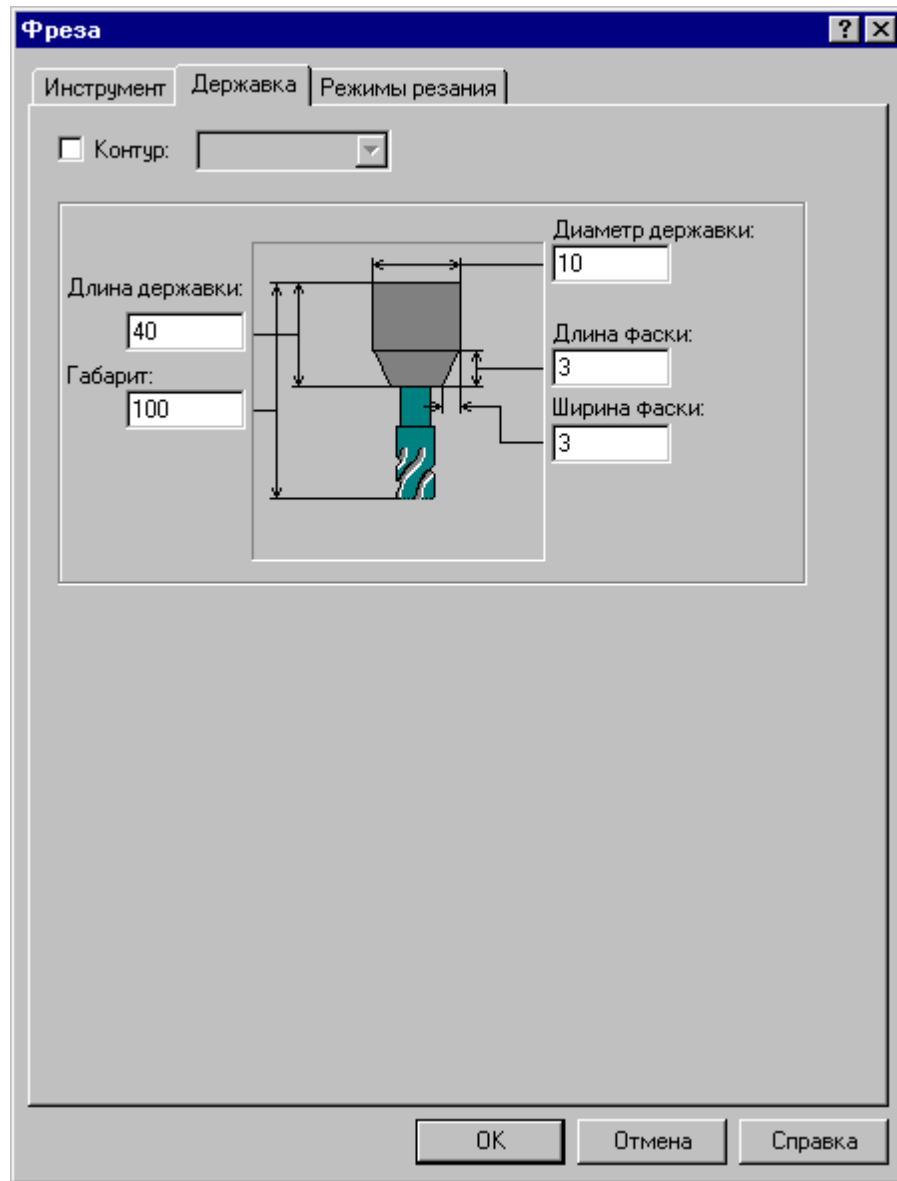 Фреза
Инструмент Державка Режимы резания
Контур:
Диаметр державки:
10
Длина державки:
40
Длина фаски:
3
Габарит:
100
Ширина фаски:
3
OK Отмена Справка